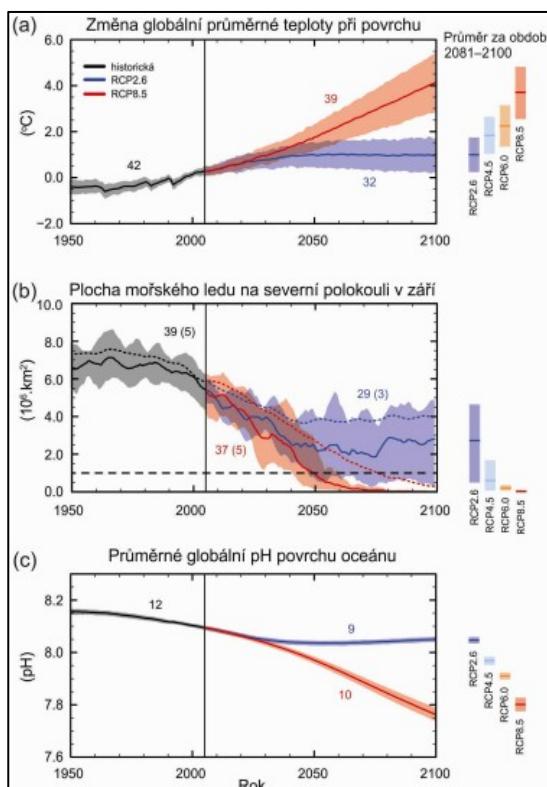 (a) Změna globální průměrné teploty při povrchu
Průměr za obdob
2081–2100
6.0
4.0
2.0
0.0
−2.0
(°C)
historická
RCP2.6
RCP8.5
42
39
32
1950 2000 2050 2100
RCP2.6
RCP4.5
RCP6.0
RCP8.5
(b) Plocha mořského ledu na severní polokouli v září
10.0
8.0
6.0
4.0
2.0
0.0
(10⁶.km²)
39 (5)
29 (3)
37 (5)
1950 2000 2050 2100
RCP2.6
RCP4.5
RCP6.0
RCP8.5
(c) Průměrné globální pH povrchu oceánu
8.2
8.0
7.8
7.6
(pH)
12
9
10
1950 2000 2050 2100
Rok
RCP2.6
RCP4.5
RCP6.0
RCP8.5